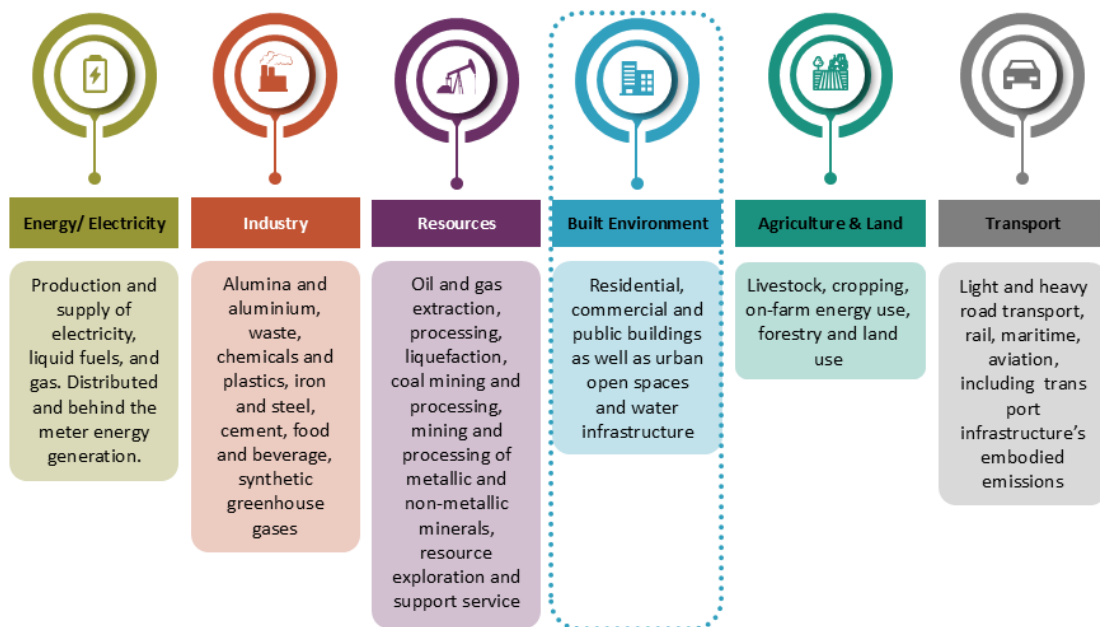 Energy/ Electricity
Production and
supply of
electricity,
liquid fuels, and
gas. Distributed
and behind the
meter energy
generation.
Industry
Alumina and
aluminium,
waste,
chemicals and
plastics, iron
and steel,
cement, food
and beverage,
synthetic
greenhouse
gases
Resources
Oil and gas
extraction,
processing,
liquefaction,
coal mining and
processing,
mining and
processing of
metallic and
non-metallic
minerals,
resource
exploration and
support service
Built Environment
Residential,
commercial and
public buildings
as well as urban
open spaces
and water
infrastructure
Agriculture & Land
Livestock, cropping,
on-farm energy use,
forestry and land
use
Transport
Light and heavy
road transport,
rail, maritime,
aviation,
including trans
port
infrastructure’s
embodied
emissions